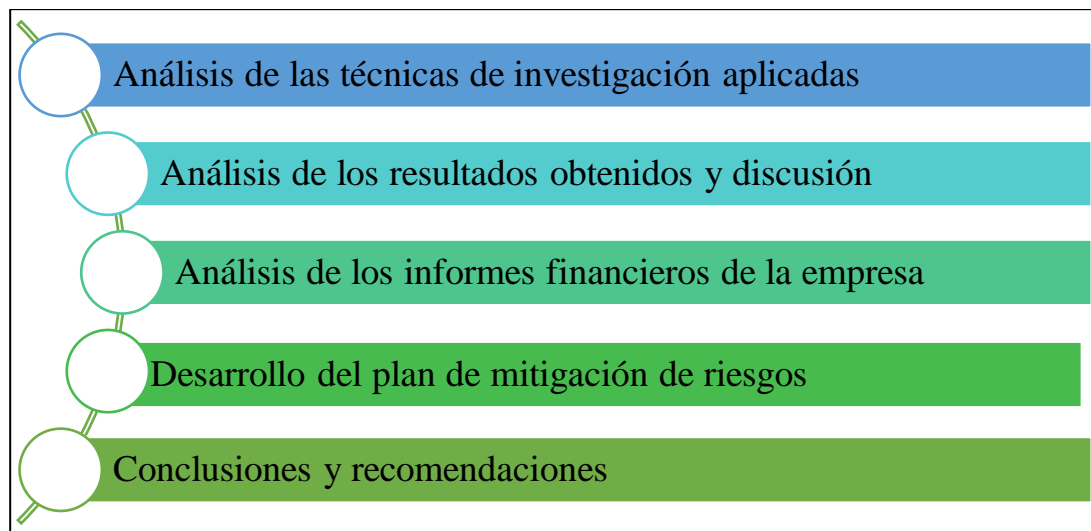 Análisis de las técnicas de investigación aplicadas
Análisis de los resultados obtenidos y discusión
Análisis de los informes financieros de la empresa
Desarrollo del plan de mitigación de riesgos
Conclusiones y recomendaciones